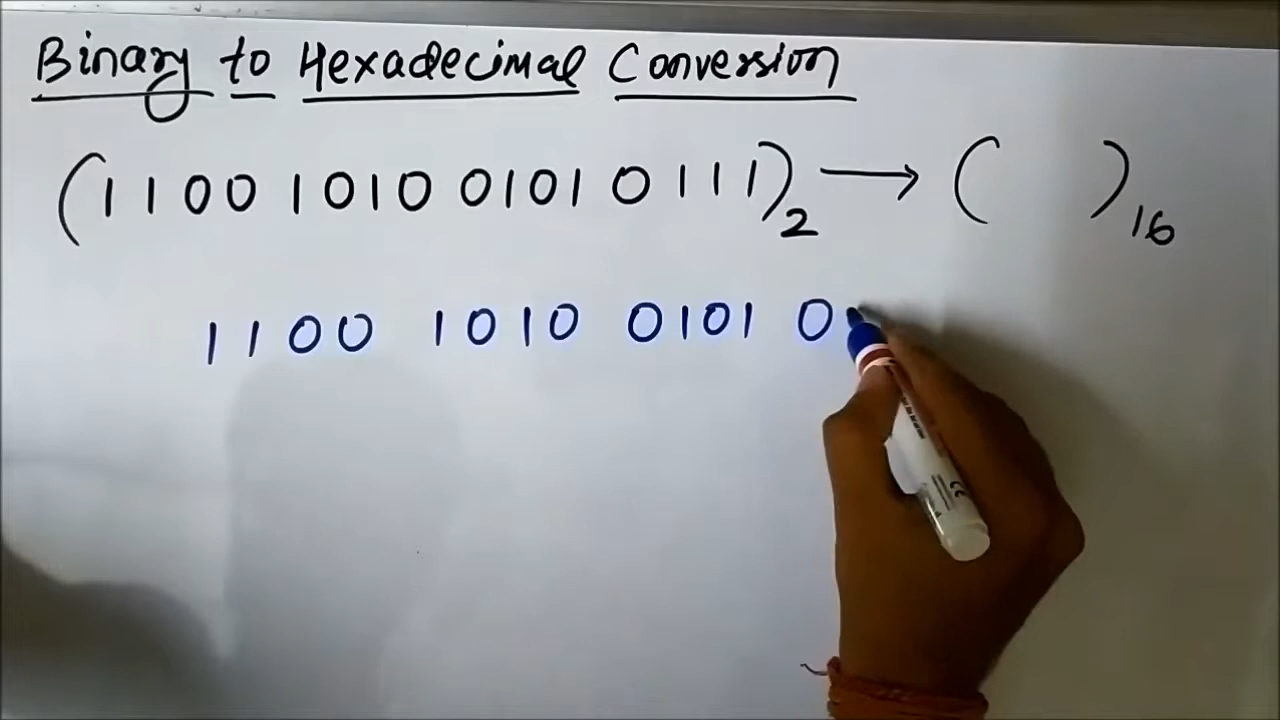 Binary to Hexadecimal Conversion
(1100 1010 0101 0111)2 → ( )16
1100 1010 0101 0